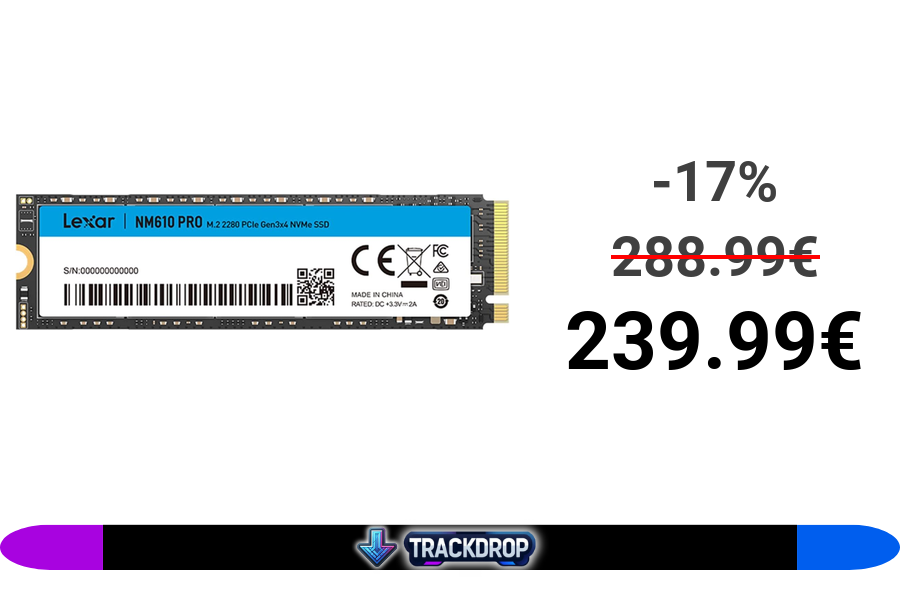 Lexar | NM610 PRO M.2 2280 PCIe Gen3x4 NVMe SSD
S/N:000000000000
CE
FC
MADE IN CHINA
RATED: DC +3.3V⎓2A
20
-17%
288.99€
239.99€
TRACKDROP